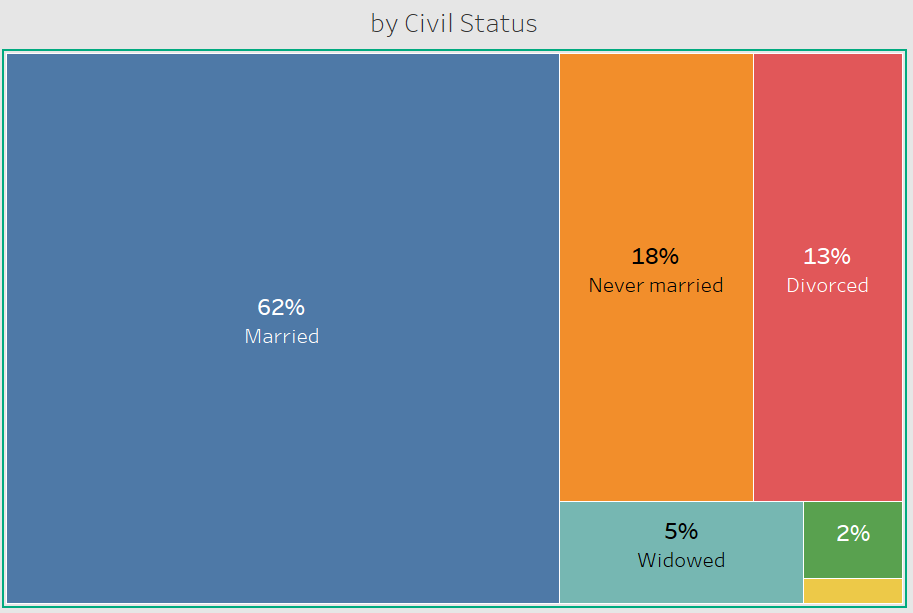 by Civil Status
62%
Married
18%
Never married
13%
Divorced
5%
Widowed
2%